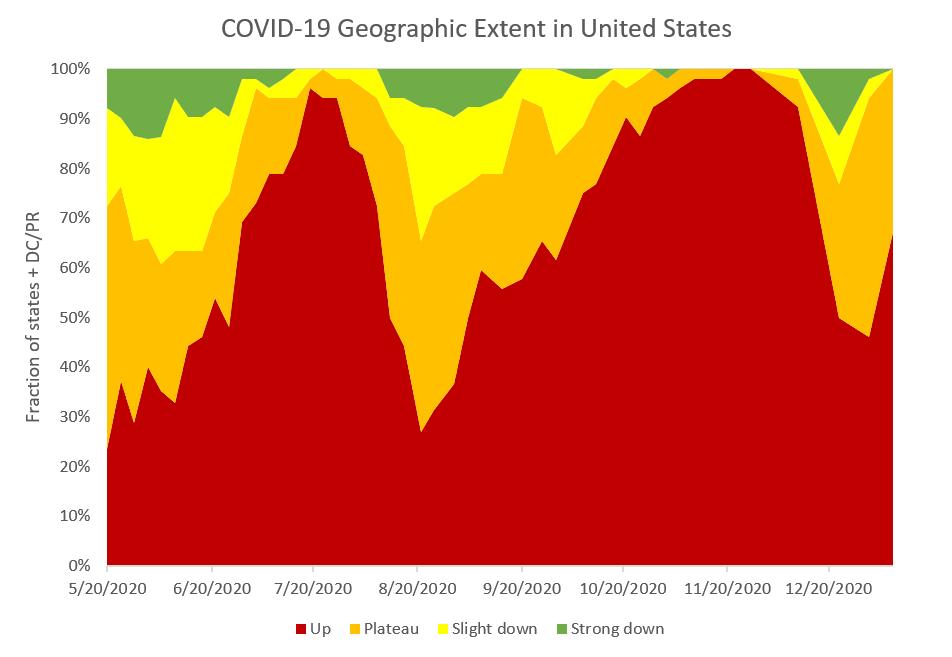 COVID-19 Geographic Extent in United States
100%
90%
80%
70%
60%
50%
40%
30%
20%
10%
0%
Fraction of states + DC/PR
5/20/2020 6/20/2020 7/20/2020 8/20/2020 9/20/2020 10/20/2020 11/20/2020 12/20/2020
Up Plateau Slight down Strong down